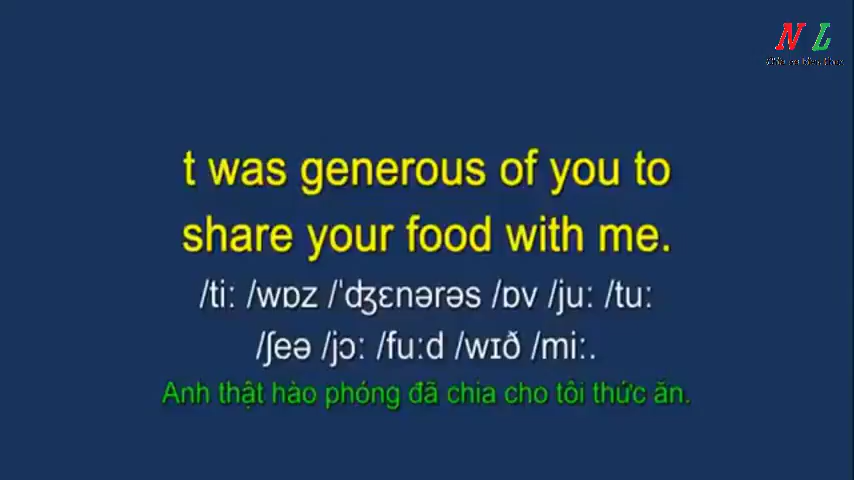 N L
t was generous of you to
share your food with me.
/tiː /wɒz /ˈʤɛnərəs /ɒv /juː /tuː
/ʃeə /jɔː /fuːd /wɪð /miː.
Anh thật hào phóng đã chia cho tôi thức ăn.